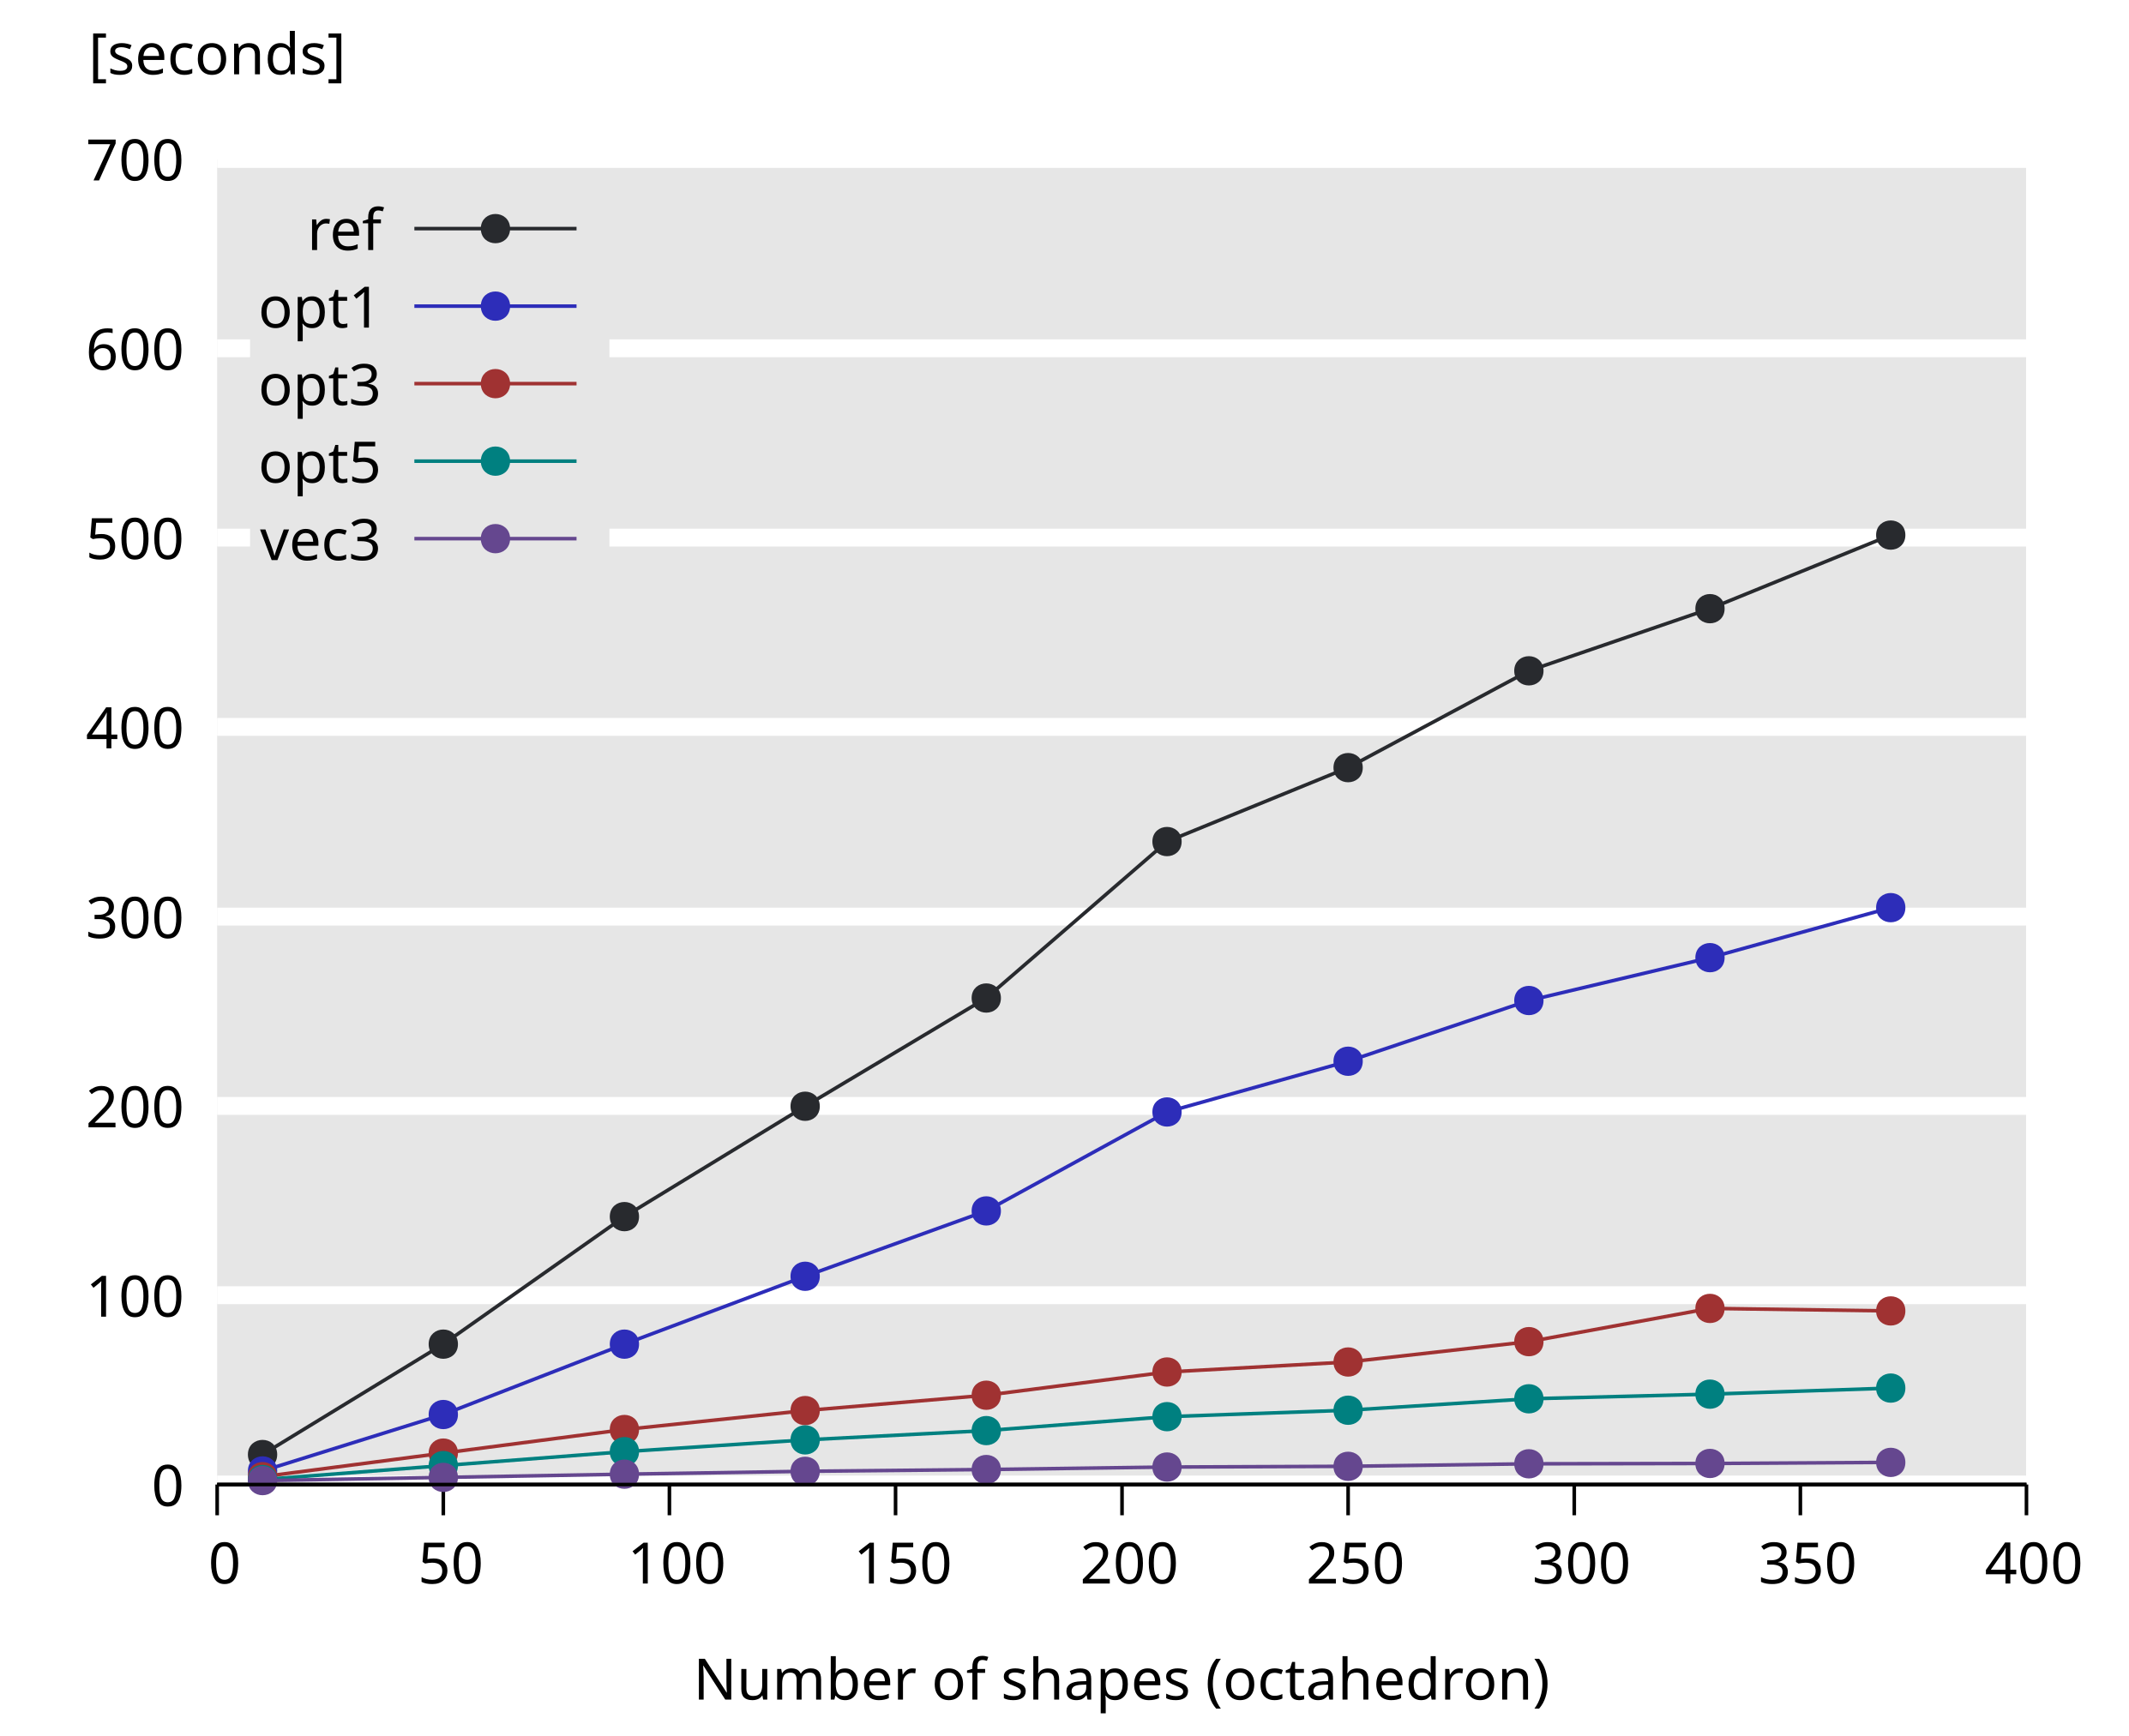 [seconds]
700
600
500
400
300
200
100
0
ref
opt1
opt3
opt5
vec3
0 50 100 150 200 250 300 350 400
Number of shapes (octahedron)